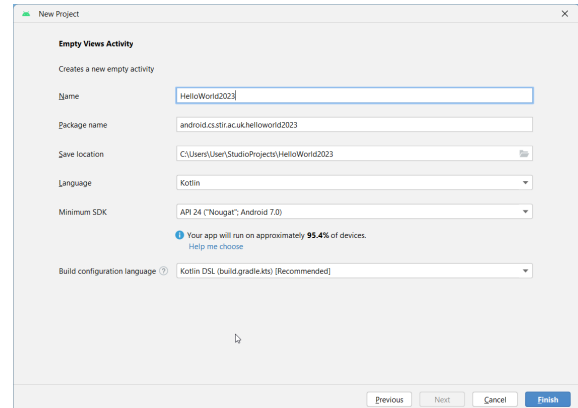 New Project
Empty Views Activity
Creates a new empty activity
Name HelloWorld2023
Package name android.cs.stir.ac.uk.helloworld2023
Save location C:\Users\User\StudioProjects\HelloWorld2023
Language Kotlin
Minimum SDK API 24 ("Nougat"; Android 7.0)
Your app will run on approximately 95.4% of devices.
Help me choose
Build configuration language ? Kotlin DSL (build.gradle.kts) [Recommended]
Previous Next Cancel Finish